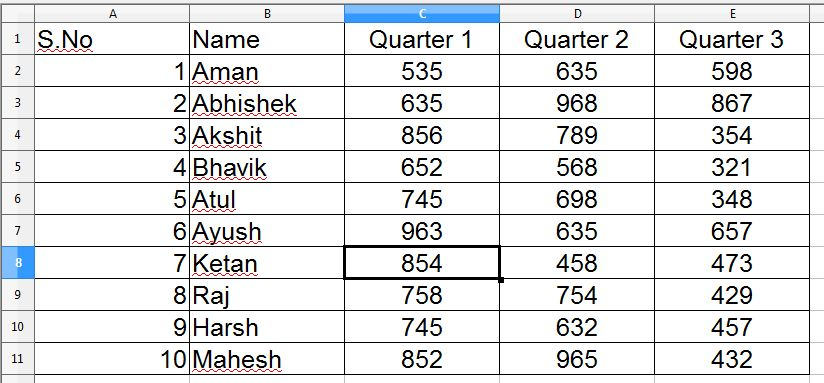 A B C D E
1 S.No Name Quarter 1 Quarter 2 Quarter 3
2 1 Aman 535 635 598
3 2 Abhishek 635 968 867
4 3 Akshit 856 789 354
5 4 Bhavik 652 568 321
6 5 Atul 745 698 348
7 6 Ayush 963 635 657
8 7 Ketan 854 458 473
9 8 Raj 758 754 429
10 9 Harsh 745 632 457
11 10 Mahesh 852 965 432